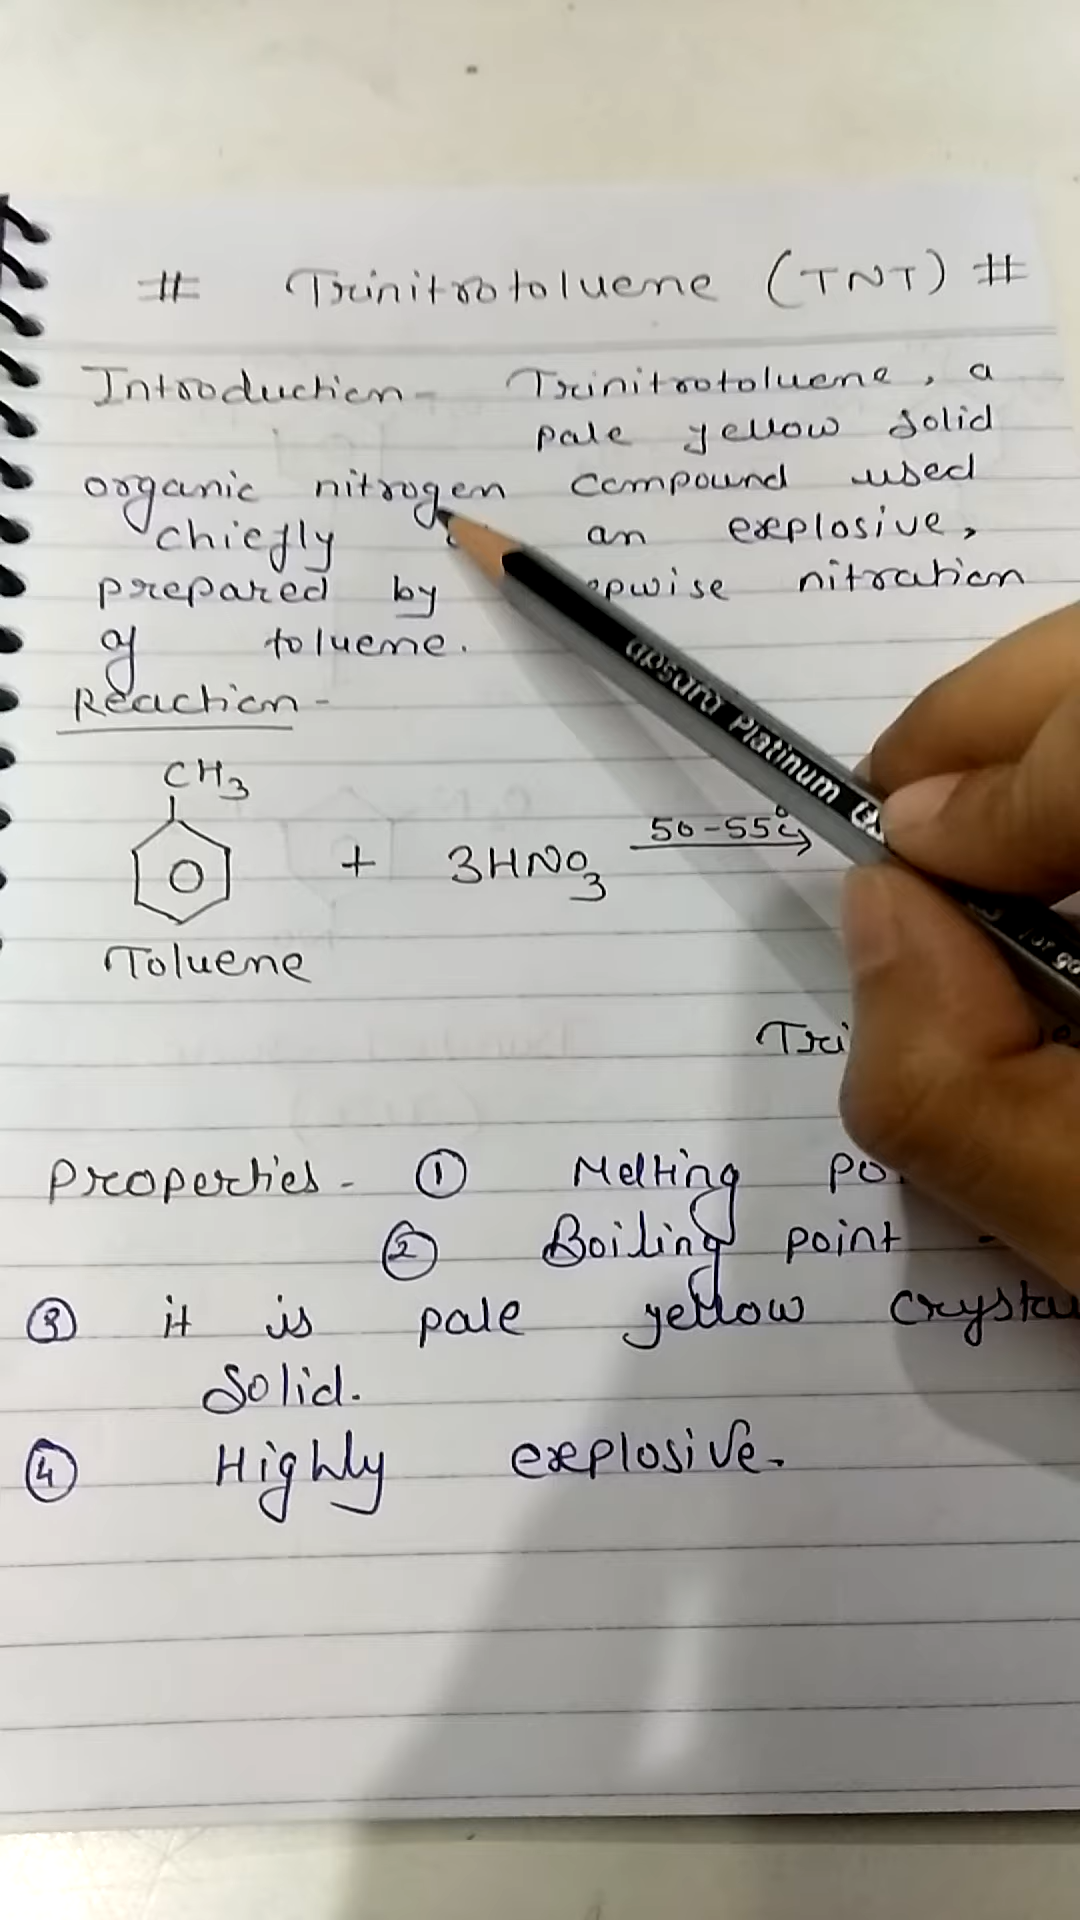 # Trinitrotoluene (TNT) #
Introduction - Trinitrotoluene, a
pale yellow solid
organic nitrogen compound used
chiefly an explosive,
prepared by nitration
of toluene.
Reaction -
CH3
+ 3HNO3 50-55°C
Toluene
Properties - ① Melting
② Boiling point -
③ it is pale yellow
Solid.
④ Highly explosive.
apsara Platinum